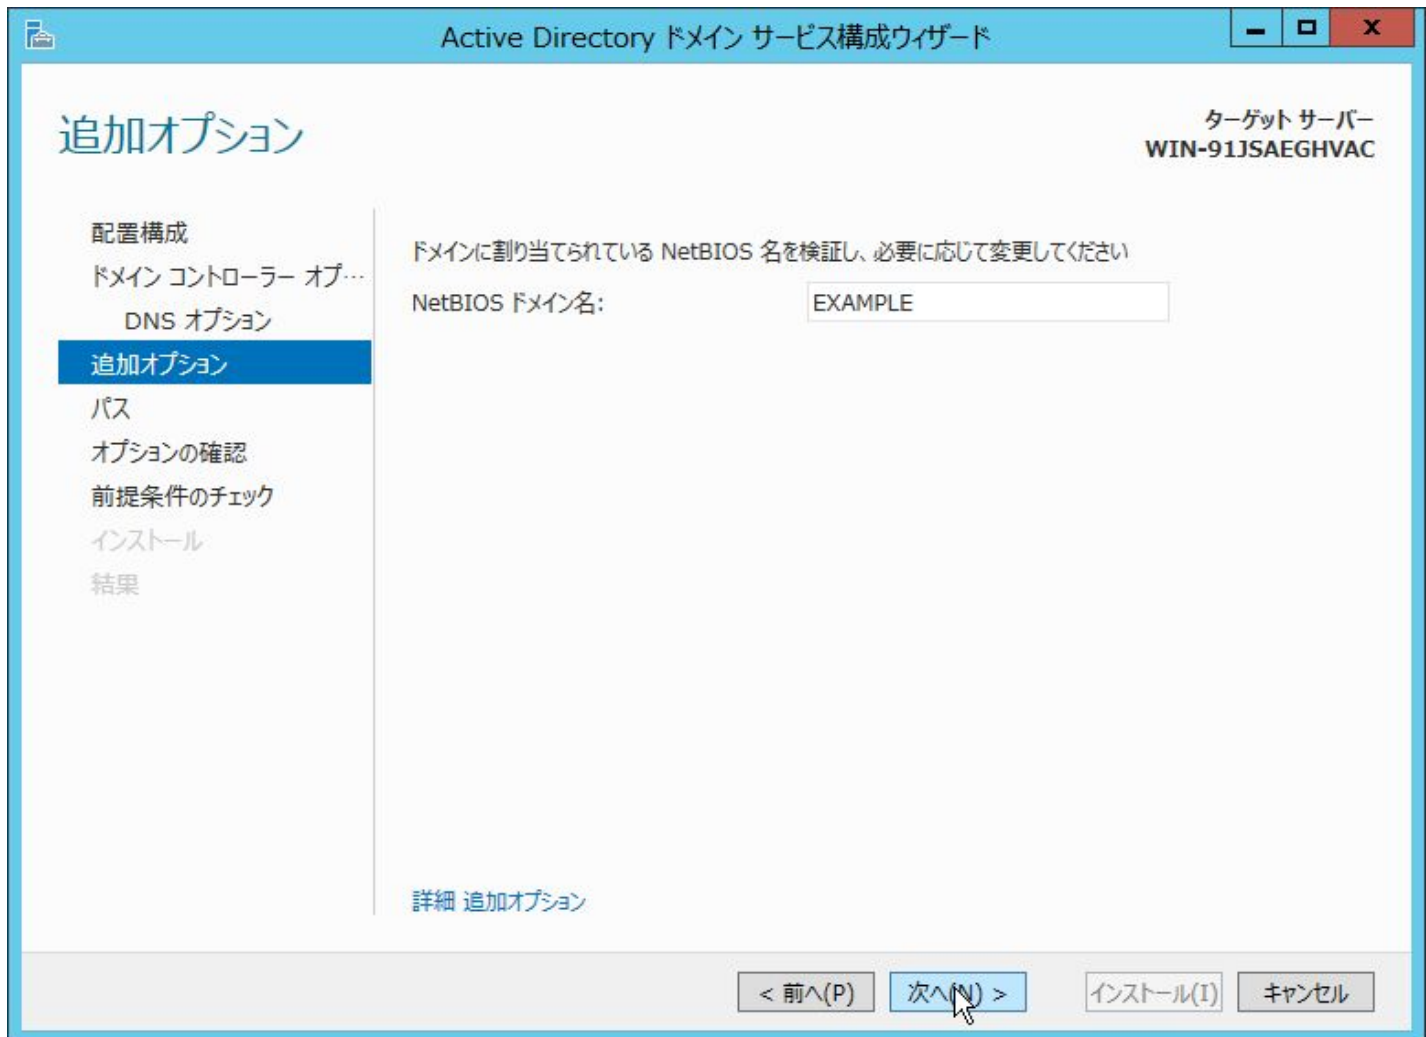 Active Directory ドメイン サービス構成ウィザード
追加オプション
ターゲット サーバー
WIN-91JSAEGHVAC
配置構成
ドメイン コントローラー オプ…
DNS オプション
追加オプション
パス
オプションの確認
前提条件のチェック
インストール
結果
ドメインに割り当てられている NetBIOS 名を検証し、必要に応じて変更してください
NetBIOS ドメイン名: EXAMPLE
詳細 追加オプション
< 前へ(P) 次へ(N) > インストール(I) キャンセル